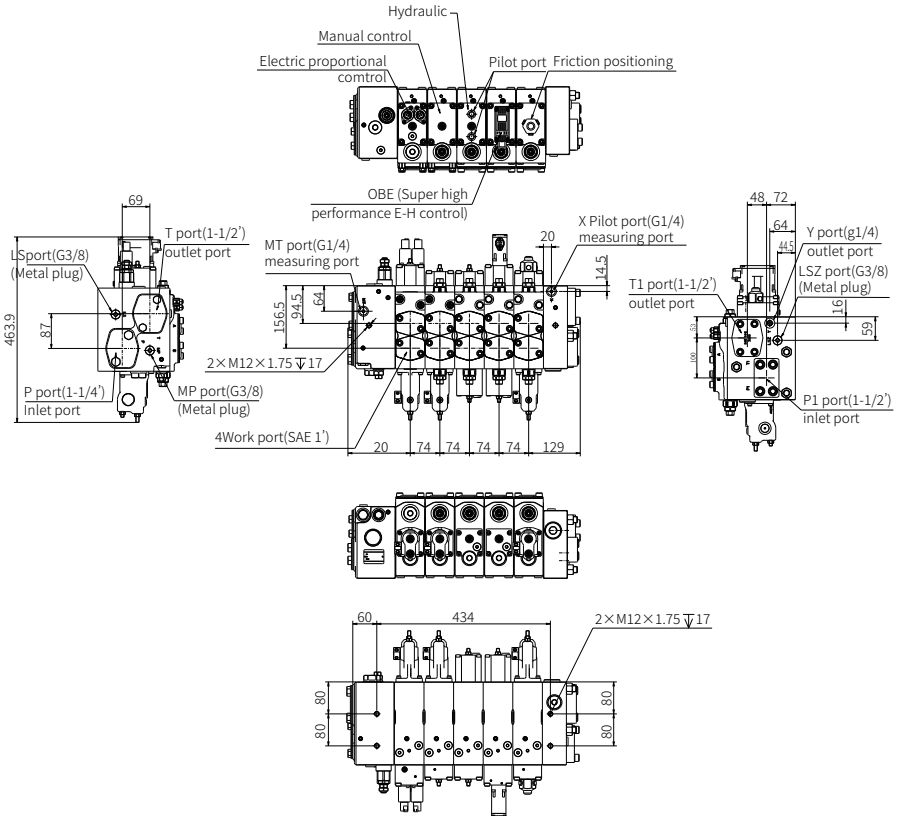 Hydraulic
Manual control
Electric proportional
comtrol
Pilot port
Friction positioning
OBE (Super high
performance E-H control)
69
T port(1-1/2')
outlet port
LSport(G3/8)
(Metal plug)
463.9
87
P port(1-1/4')
Inlet port
MP port(G3/8)
(Metal plug)
MT port(G1/4)
measuring port
X Pilot port(G1/4)
measuring port
20
14.5
156.5
94.5
64
2×M12×1.75↧17
4Work port(SAE 1')
20
74
74
74
74
129
48
72
64
44.5
Y port(g1/4)
outlet port
LSZ port(G3/8)
(Metal plug)
T1 port(1-1/2')
outlet port
16
59
53
100
P1 port(1-1/2')
inlet port
60
434
2×M12×1.75↧17
80
80
80
80